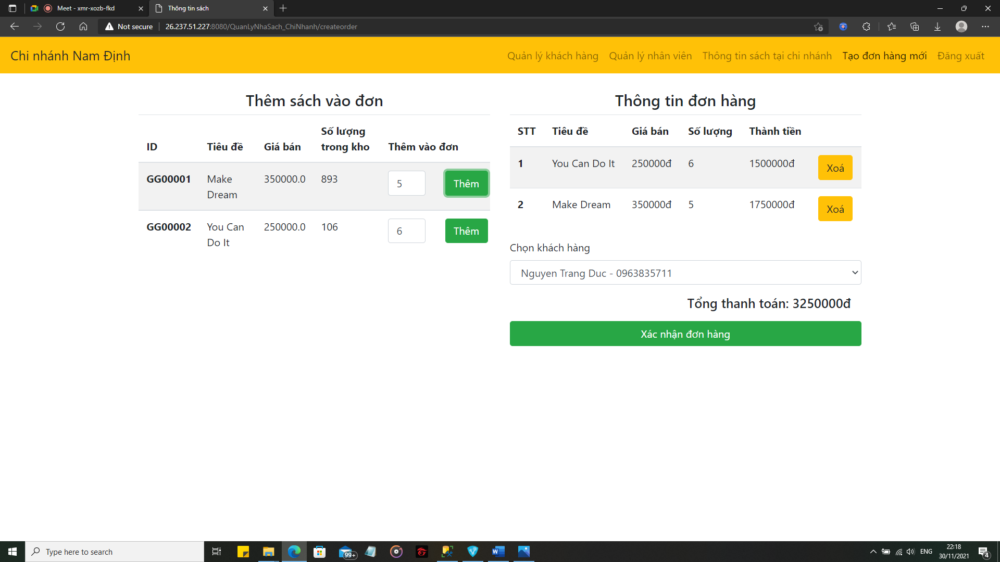 Meet - xmr-xozb-fkd
Thông tin sách
Not secure
26.237.51.227:8080/QuanLyNhaSach_ChiNhanh/createorder
Chi nhánh Nam Định
Quản lý khách hàng
Quản lý nhân viên
Thông tin sách tại chi nhánh
Tạo đơn hàng mới
Đăng xuất
Thêm sách vào đơn
ID Tiêu đề Giá bán Số lượng trong kho Thêm vào đơn
GG00001 Make Dream 350000.0 893 5 Thêm
GG00002 You Can Do It 250000.0 106 6 Thêm
Thông tin đơn hàng
STT Tiêu đề Giá bán Số lượng Thành tiền
1 You Can Do It 250000đ 6 1500000đ Xoá
2 Make Dream 350000đ 5 1750000đ Xoá
Chọn khách hàng
Nguyen Trang Duc - 0963835711
Tổng thanh toán: 3250000đ
Xác nhận đơn hàng
Type here to search
99+
ENG
22:18
30/11/2021
4